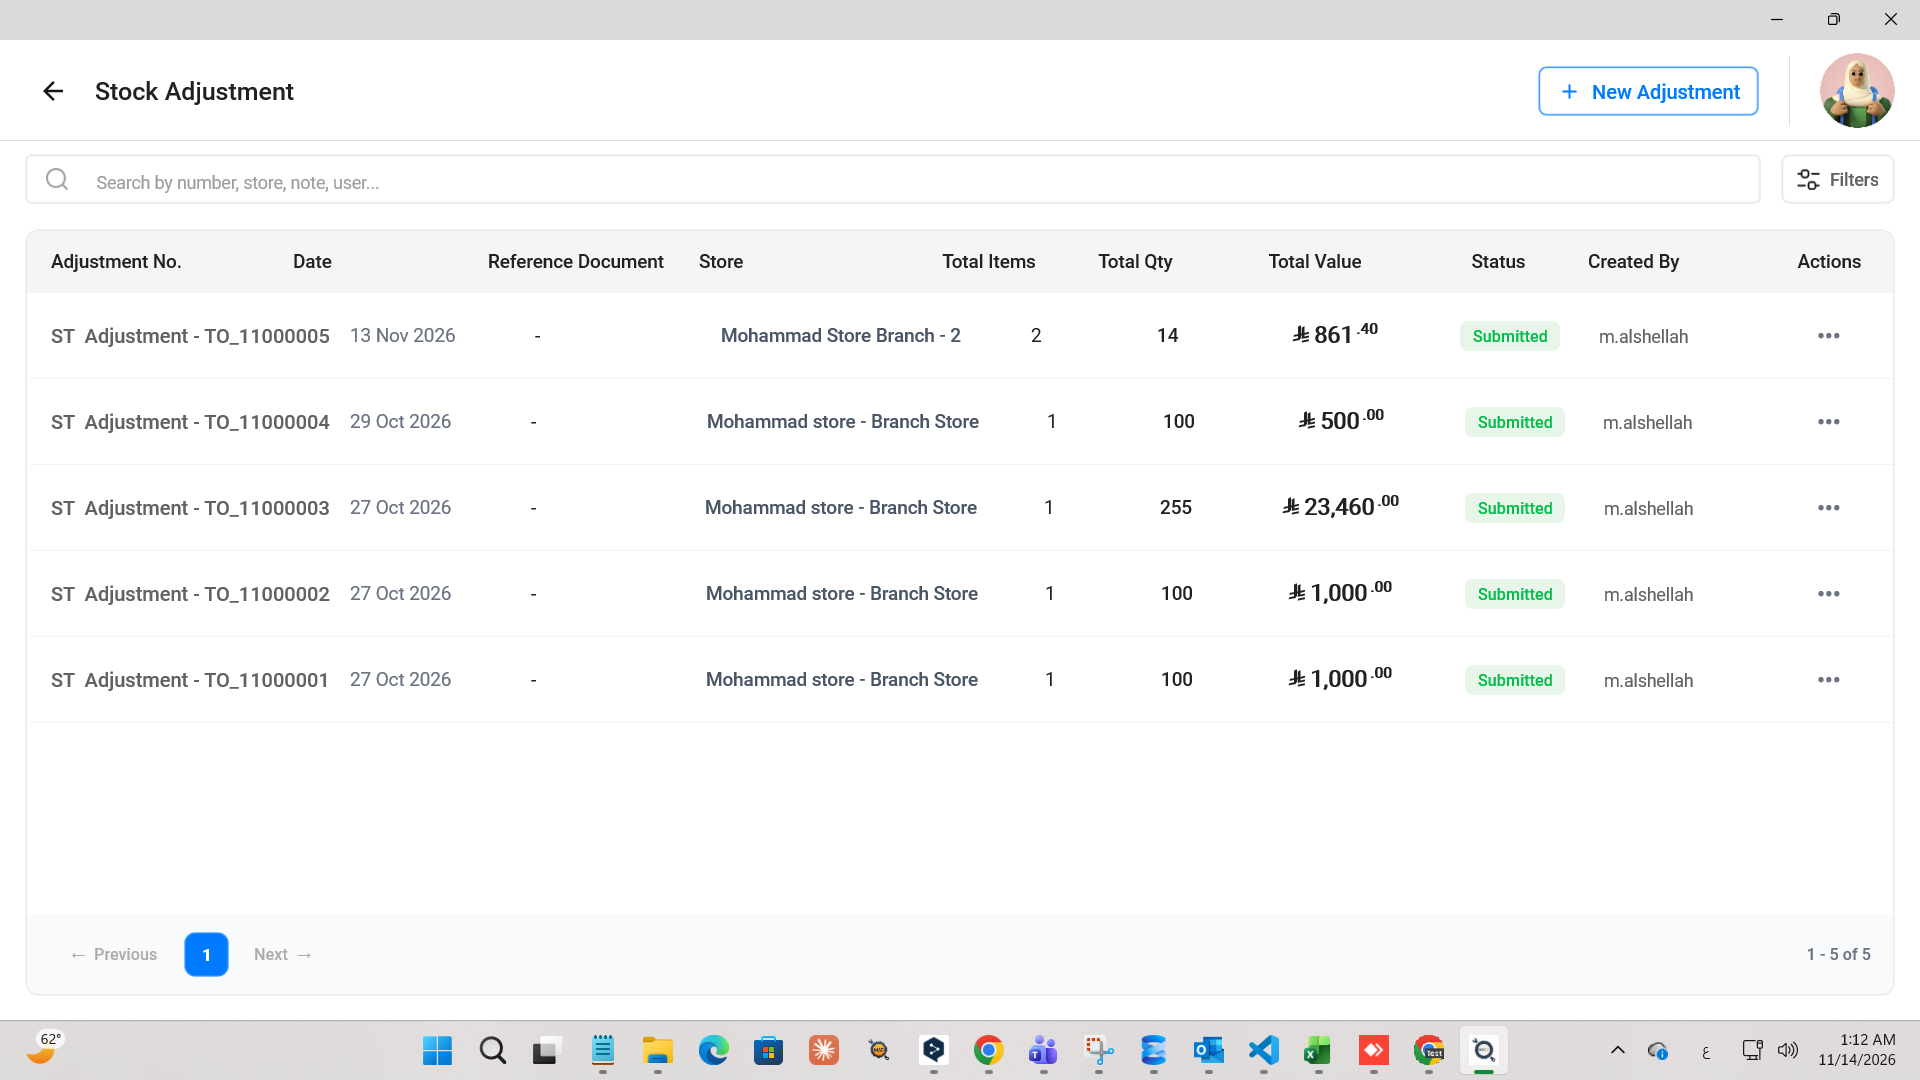 Stock Adjustment
+ New Adjustment
Search by number, store, note, user...
Filters
Adjustment No. Date Reference Document Store Total Items Total Qty Total Value Status Created By Actions
ST Adjustment - TO_11000005 13 Nov 2026 - Mohammad Store Branch - 2 2 14 861.40 Submitted m.alshellah
ST Adjustment - TO_11000004 29 Oct 2026 - Mohammad store - Branch Store 1 100 500.00 Submitted m.alshellah
ST Adjustment - TO_11000003 27 Oct 2026 - Mohammad store - Branch Store 1 255 23,460.00 Submitted m.alshellah
ST Adjustment - TO_11000002 27 Oct 2026 - Mohammad store - Branch Store 1 100 1,000.00 Submitted m.alshellah
ST Adjustment - TO_11000001 27 Oct 2026 - Mohammad store - Branch Store 1 100 1,000.00 Submitted m.alshellah
← Previous 1 Next →
1 - 5 of 5
62°
ع
1:12 AM
11/14/2026